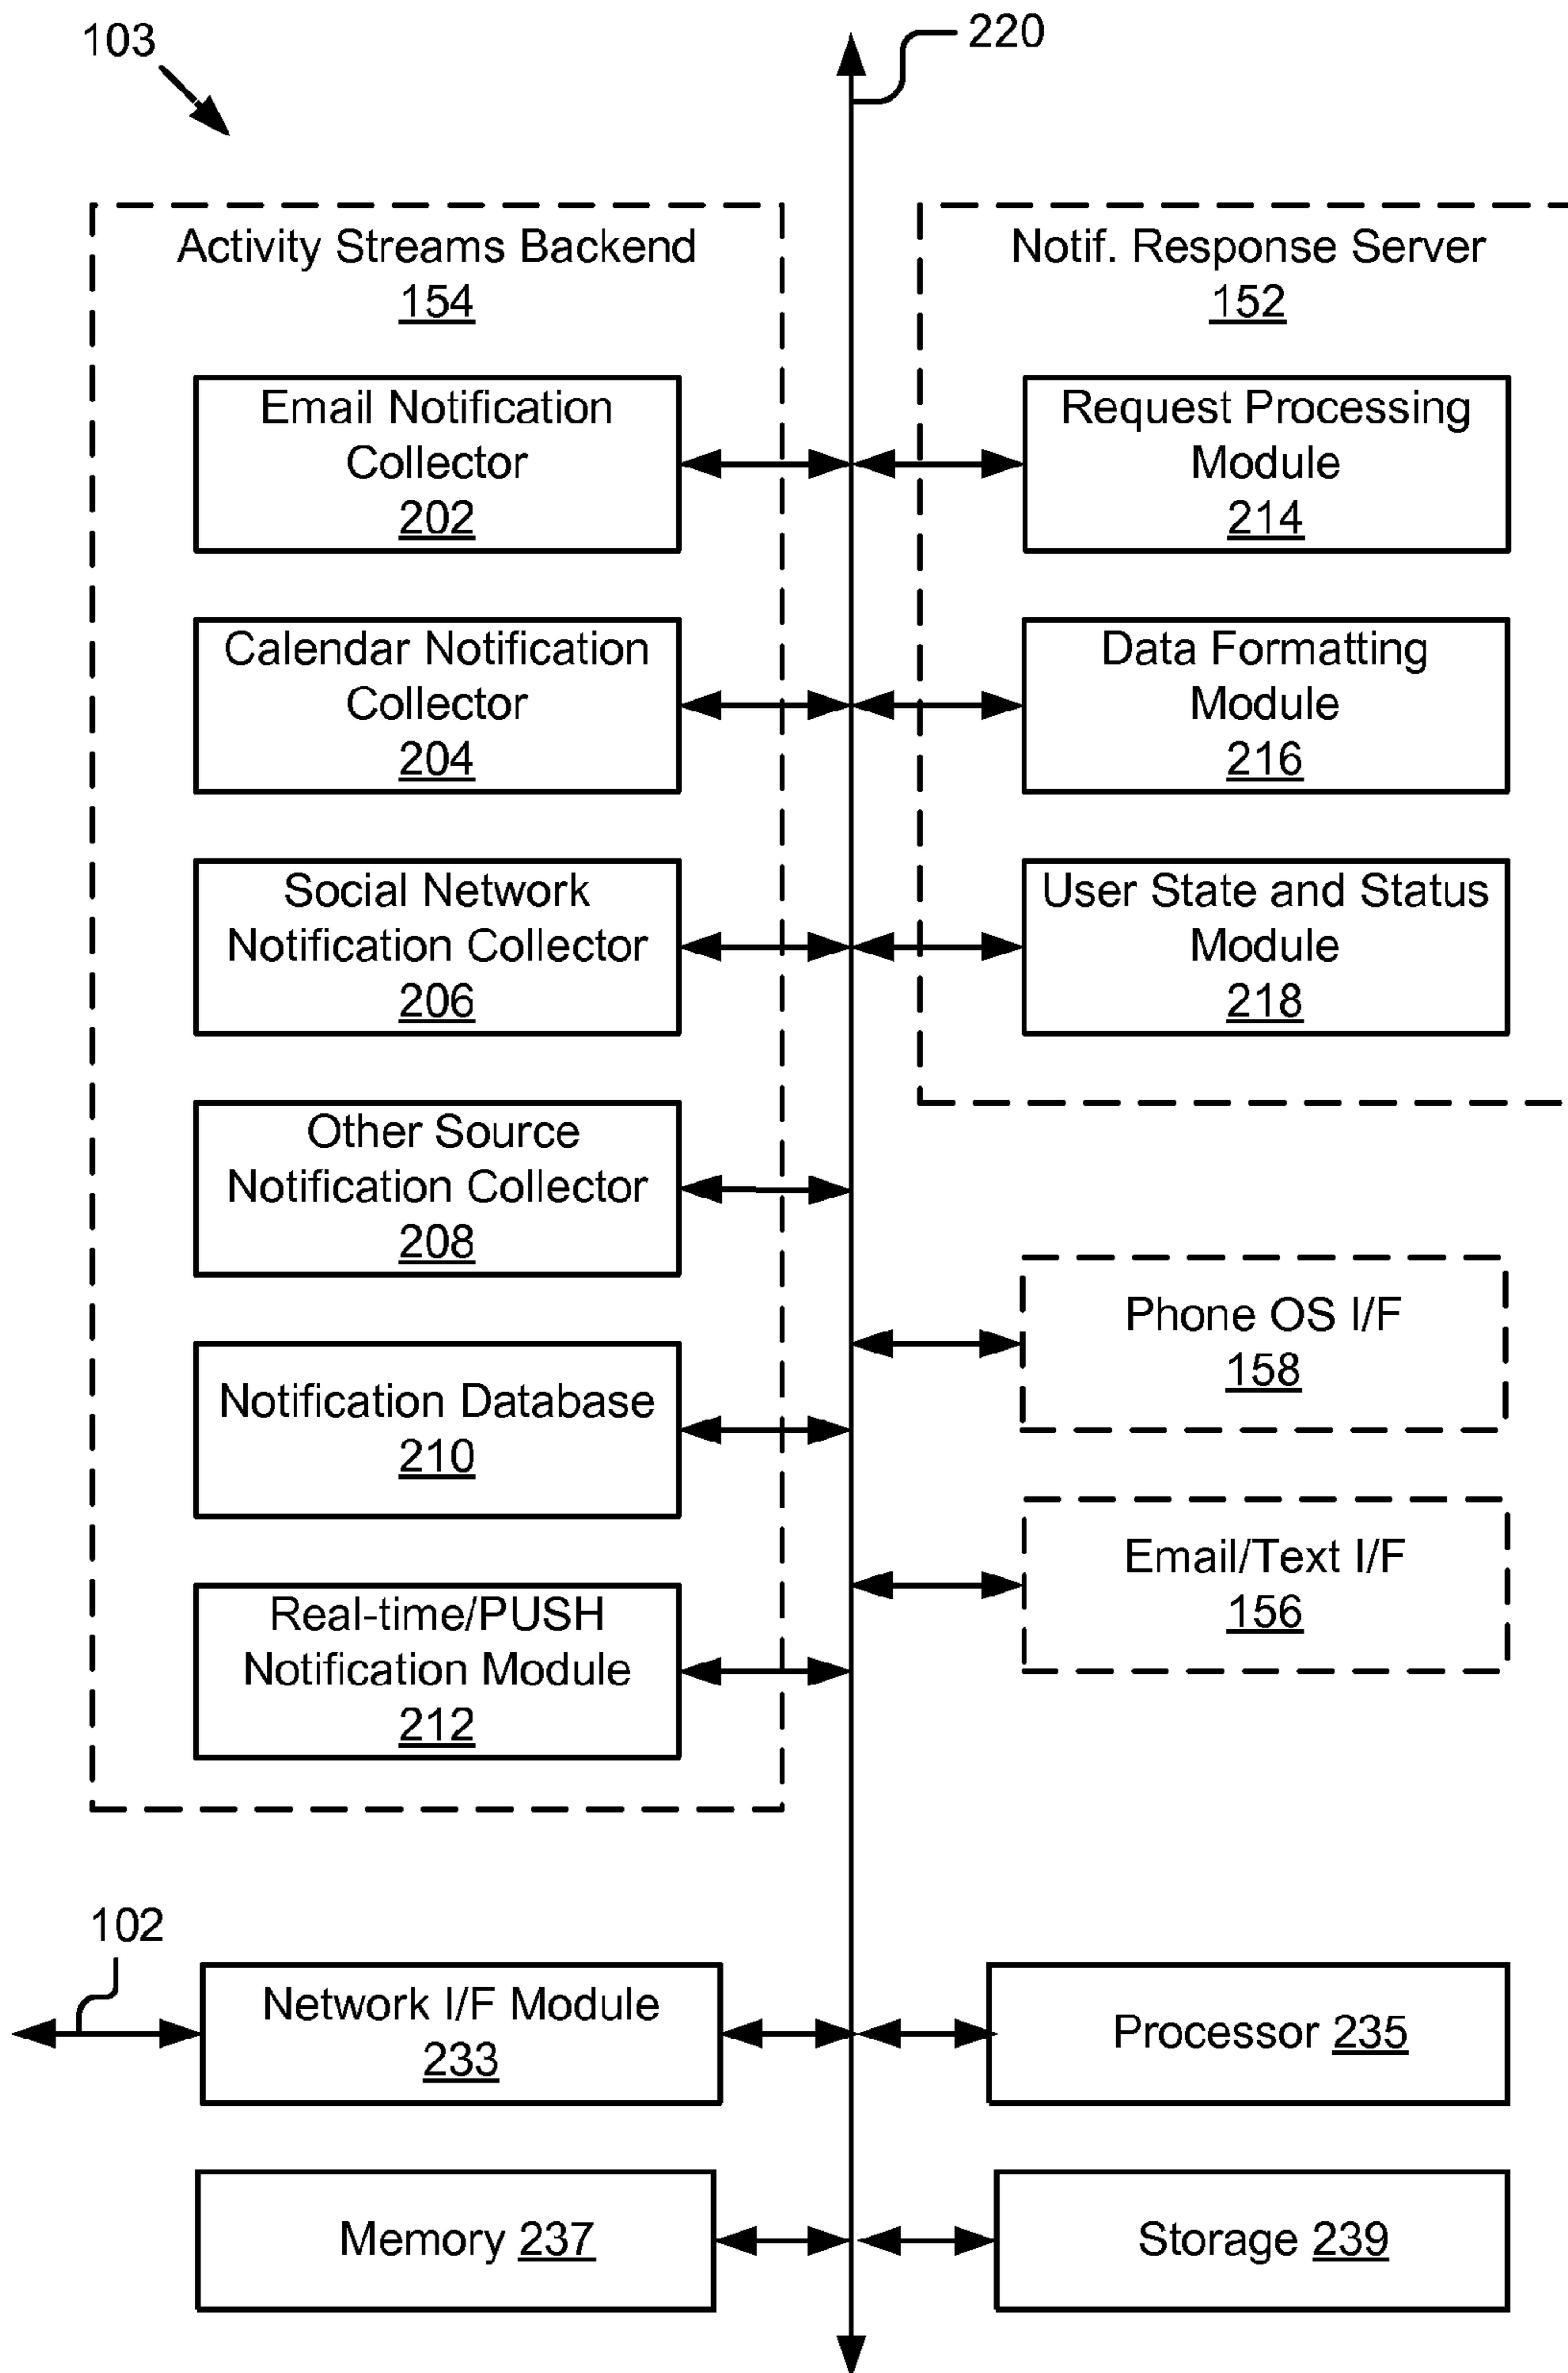 103
220
Activity Streams Backend
154
Email Notification
Collector
202
Calendar Notification
Collector
204
Social Network
Notification Collector
206
Other Source
Notification Collector
208
Notification Database
210
Real-time/PUSH
Notification Module
212
Notif. Response Server
152
Request Processing
Module
214
Data Formatting
Module
216
User State and Status
Module
218
Phone OS I/F
158
Email/Text I/F
156
102
Network I/F Module
233
Processor 235
Memory 237
Storage 239